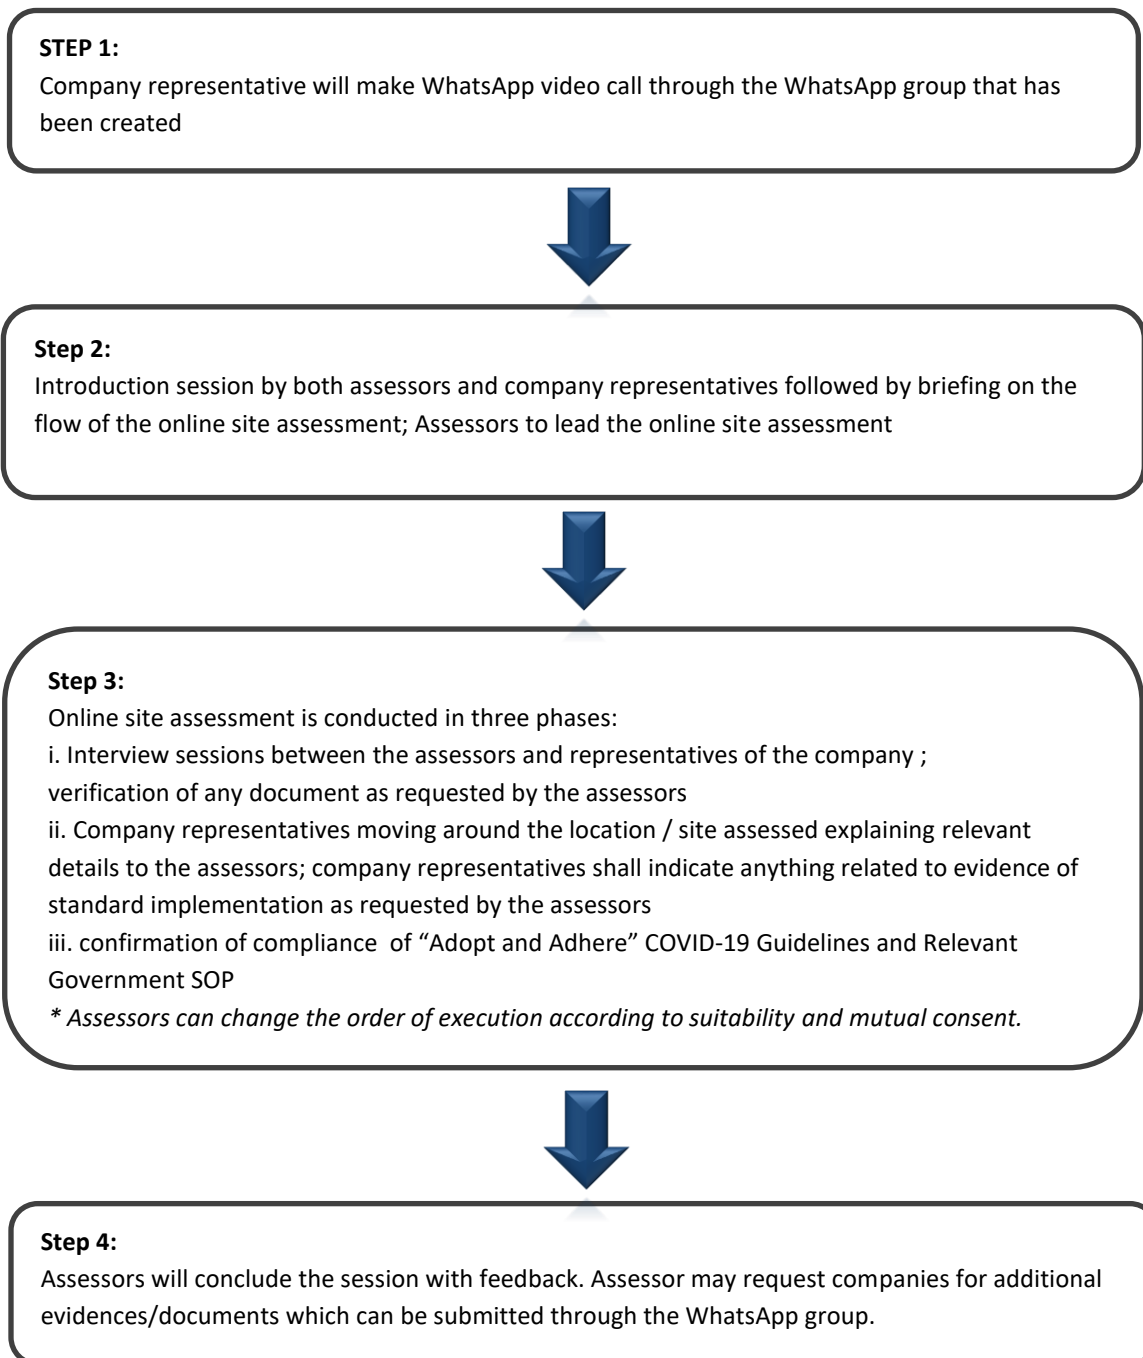 STEP 1:
Company representative will make WhatsApp video call through the WhatsApp group that has
been created
Step 2:
Introduction session by both assessors and company representatives followed by briefing on the
flow of the online site assessment; Assessors to lead the online site assessment
Step 3:
Online site assessment is conducted in three phases:
i. Interview sessions between the assessors and representatives of the company ;
verification of any document as requested by the assessors
ii. Company representatives moving around the location / site assessed explaining relevant
details to the assessors; company representatives shall indicate anything related to evidence of
standard implementation as requested by the assessors
iii. confirmation of compliance  of “Adopt and Adhere” COVID-19 Guidelines and Relevant
Government SOP
* Assessors can change the order of execution according to suitability and mutual consent.
Step 4:
Assessors will conclude the session with feedback. Assessor may request companies for additional
evidences/documents which can be submitted through the WhatsApp group.